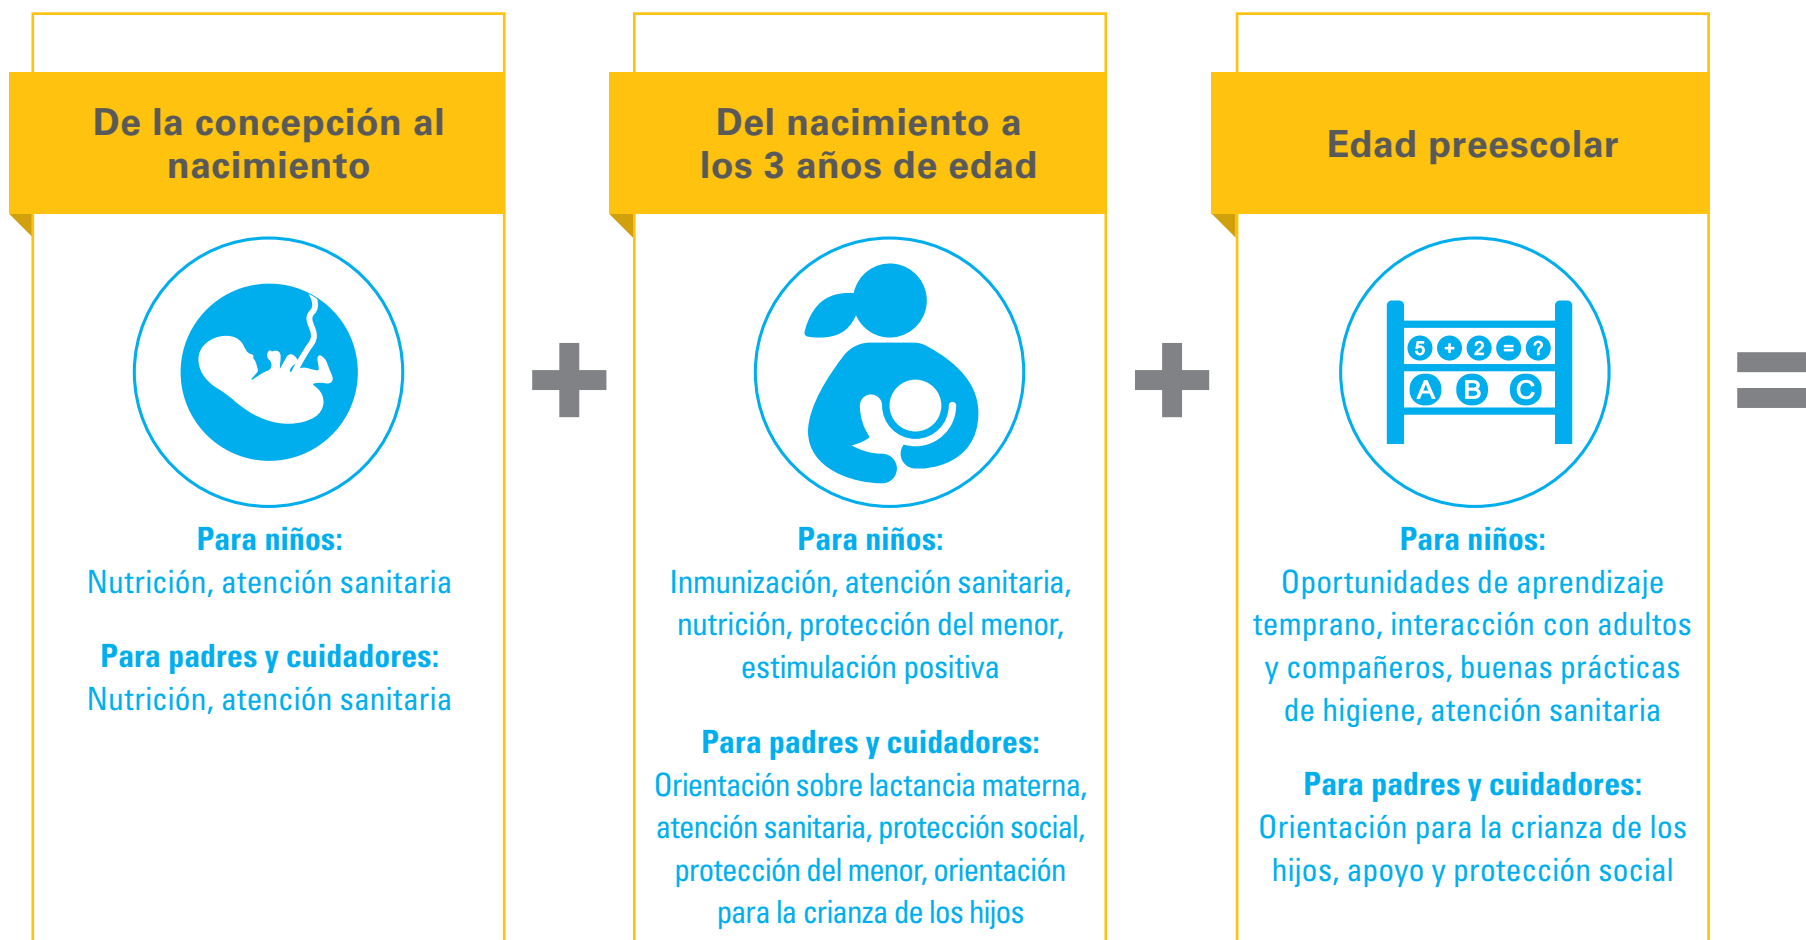 De la concepción al
nacimiento
Para niños:
Nutrición, atención sanitaria
Para padres y cuidadores:
Nutrición, atención sanitaria
+
Del nacimiento a
los 3 años de edad
Para niños:
Inmunización, atención sanitaria,
nutrición, protección del menor,
estimulación positiva
Para padres y cuidadores:
Orientación sobre lactancia materna,
atención sanitaria, protección social,
protección del menor, orientación
para la crianza de los hijos
+
Edad preescolar
5 + 2 = ?
A B C
Para niños:
Oportunidades de aprendizaje
temprano, interacción con adultos
y compañeros, buenas prácticas
de higiene, atención sanitaria
Para padres y cuidadores:
Orientación para la crianza de los
hijos, apoyo y protección social
=